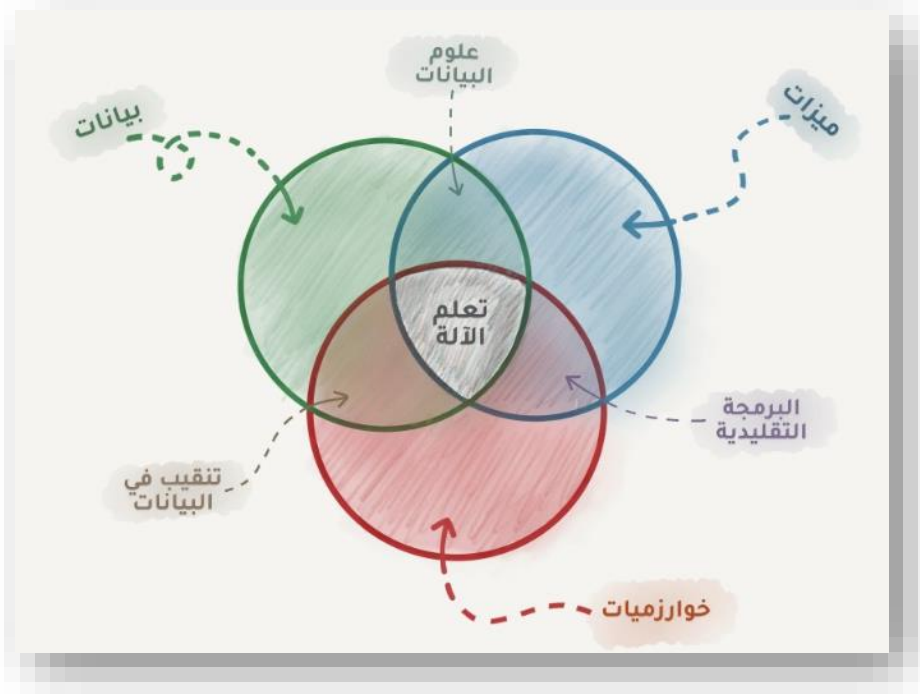 علوم
البيانات
ميزات
بيانات
تعلم
الآلة
البرمجة
التقليدية
تنقيب في
البيانات
خوارزميات